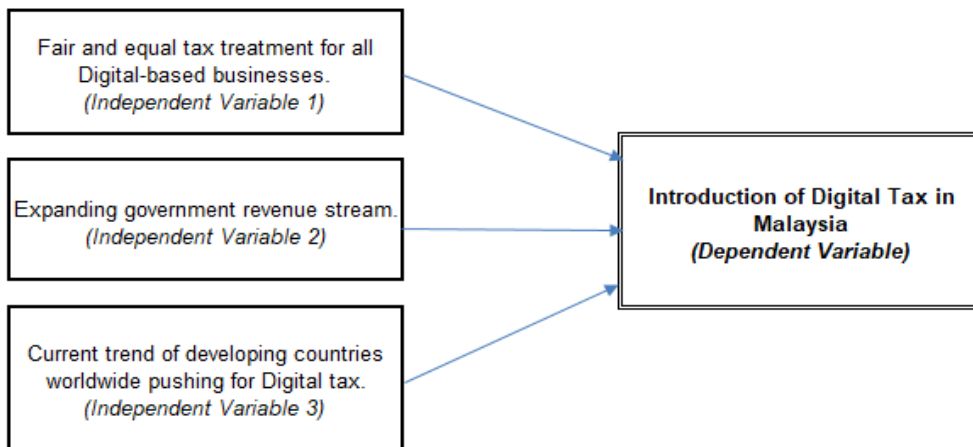 Fair and equal tax treatment for all
Digital-based businesses.
(Independent Variable 1)
Expanding government revenue stream.
(Independent Variable 2)
Current trend of developing countries
worldwide pushing for Digital tax.
(Independent Variable 3)
Introduction of Digital Tax in
Malaysia
(Dependent Variable)